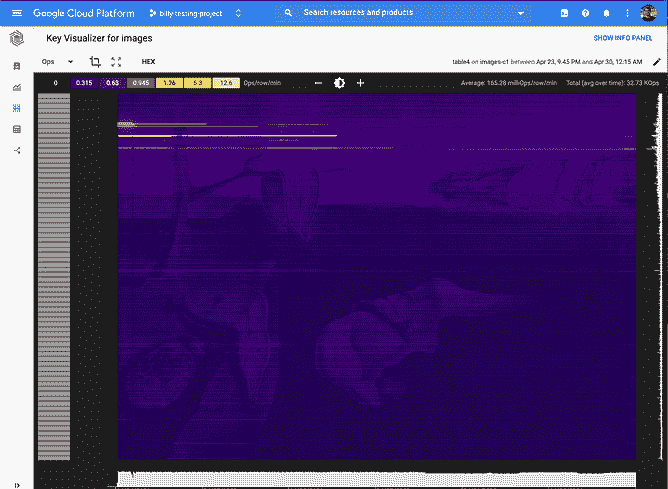 Google Cloud Platform
billy-testing-project
Search resources and products
Key Visualizer for images
SHOW INFO PANEL
Ops
HEX
table4 on images-c1 between Apr 23, 9:45 PM and Apr 30, 12:15 AM
0 0.315 0.63 0.945 1.26 6.3 12.6 Ops/row/min
Average: 165.28 milliOps/row/min Total (avg over time): 32.73 KOps